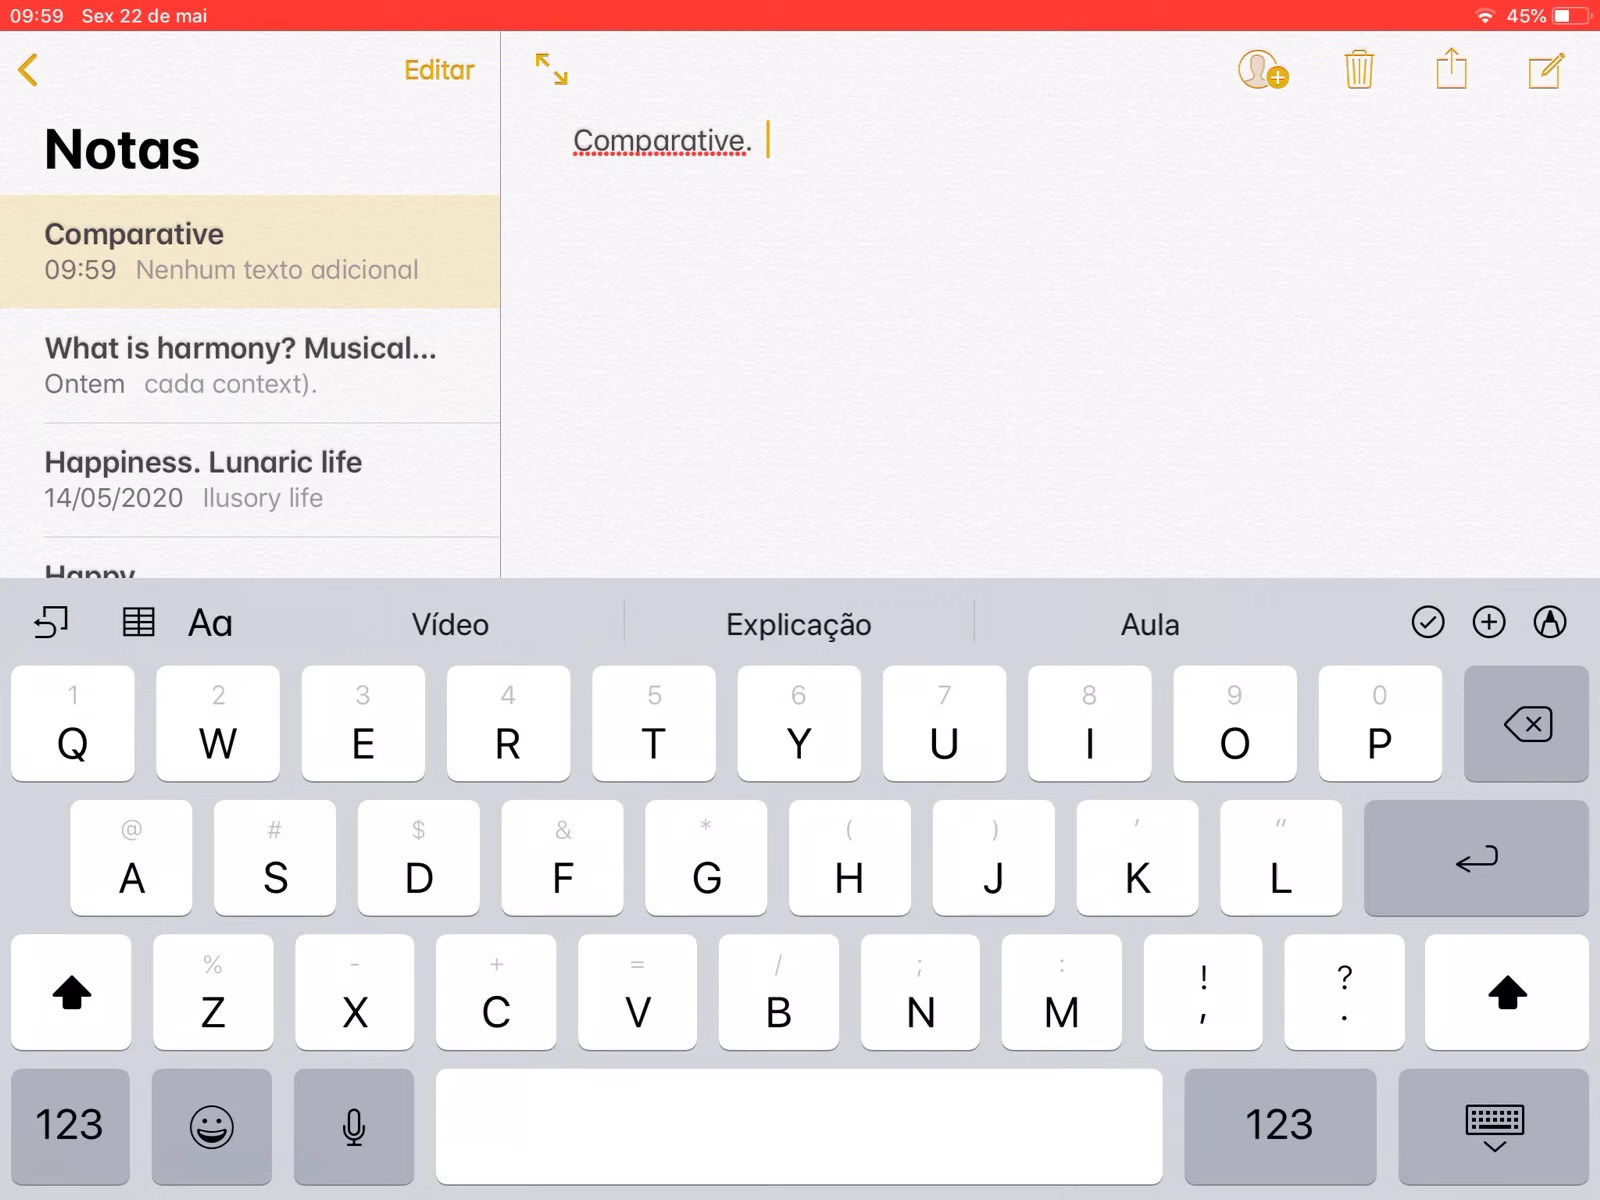 09:59 Sex 22 de mai 45%
Editar
Notas
Comparative
09:59 Nenhum texto adicional
What is harmony? Musical...
Ontem cada context).
Happiness. Lunaric life
14/05/2020 Ilusory life
Happy
Comparative.
Aa Vídeo Explicação Aula
1 2 3 4 5 6 7 8 9 0
Q W E R T Y U I O P
@ # $ & * ( ) ' "
A S D F G H J K L
% - + = / ; : ! ?
Z X C V B N M , .
123 123